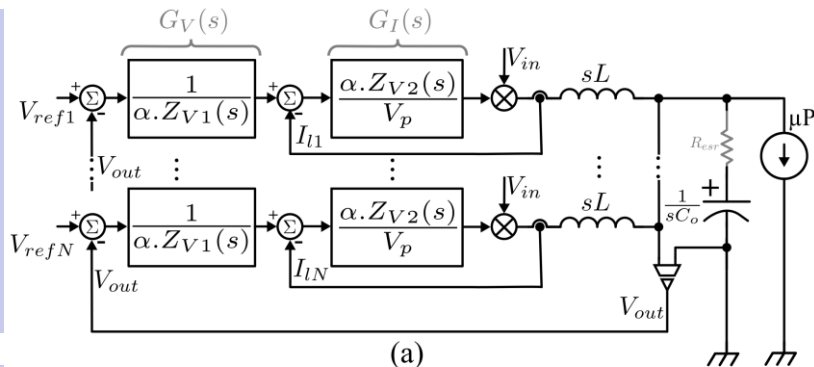 G_V(s) G_I(s)
V_in
V_ref1 + Σ - 1/(α.Z_V1(s)) + Σ - α.Z_V2(s)/V_p sL
I_l1
V_out
μP
R_esr
V_in
1/(sC_o) +
V_refN + Σ - 1/(α.Z_V1(s)) + Σ - α.Z_V2(s)/V_p sL
I_lN
V_out
V_out
(a)